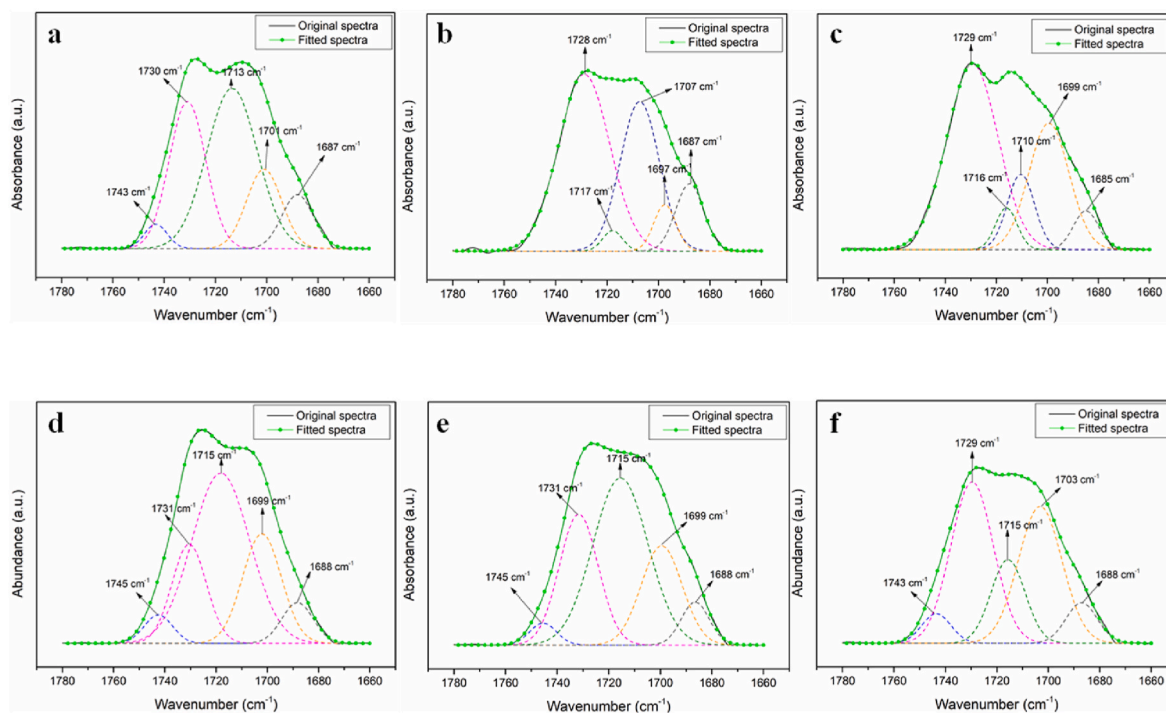 a
Original spectra
Fitted spectra
1730 cm⁻¹
1713 cm⁻¹
1701 cm⁻¹
1687 cm⁻¹
1743 cm⁻¹
Absorbance (a.u.)
1780 1760 1740 1720 1700 1680 1660
Wavenumber (cm⁻¹)
b
Original spectra
Fitted spectra
1728 cm⁻¹
1707 cm⁻¹
1687 cm⁻¹
1697 cm⁻¹
1717 cm⁻¹
Absorbance (a.u.)
1780 1760 1740 1720 1700 1680 1660
Wavenumber (cm⁻¹)
c
Original spectra
Fitted spectra
1729 cm⁻¹
1699 cm⁻¹
1710 cm⁻¹
1716 cm⁻¹
1685 cm⁻¹
Absorbance (a.u.)
1780 1760 1740 1720 1700 1680 1660
Wavenumber (cm⁻¹)
d
Original spectra
Fitted spectra
1715 cm⁻¹
1699 cm⁻¹
1731 cm⁻¹
1745 cm⁻¹
1688 cm⁻¹
Abundance (a.u.)
1780 1760 1740 1720 1700 1680 1660
Wavenumber (cm⁻¹)
e
Original spectra
Fitted spectra
1715 cm⁻¹
1731 cm⁻¹
1699 cm⁻¹
1745 cm⁻¹
1688 cm⁻¹
Absorbance (a.u.)
1780 1760 1740 1720 1700 1680 1660
Wavenumber (cm⁻¹)
f
Original spectra
Fitted spectra
1729 cm⁻¹
1703 cm⁻¹
1715 cm⁻¹
1743 cm⁻¹
1688 cm⁻¹
Abundance (a.u.)
1780 1760 1740 1720 1700 1680 1660
Wavenumber (cm⁻¹)